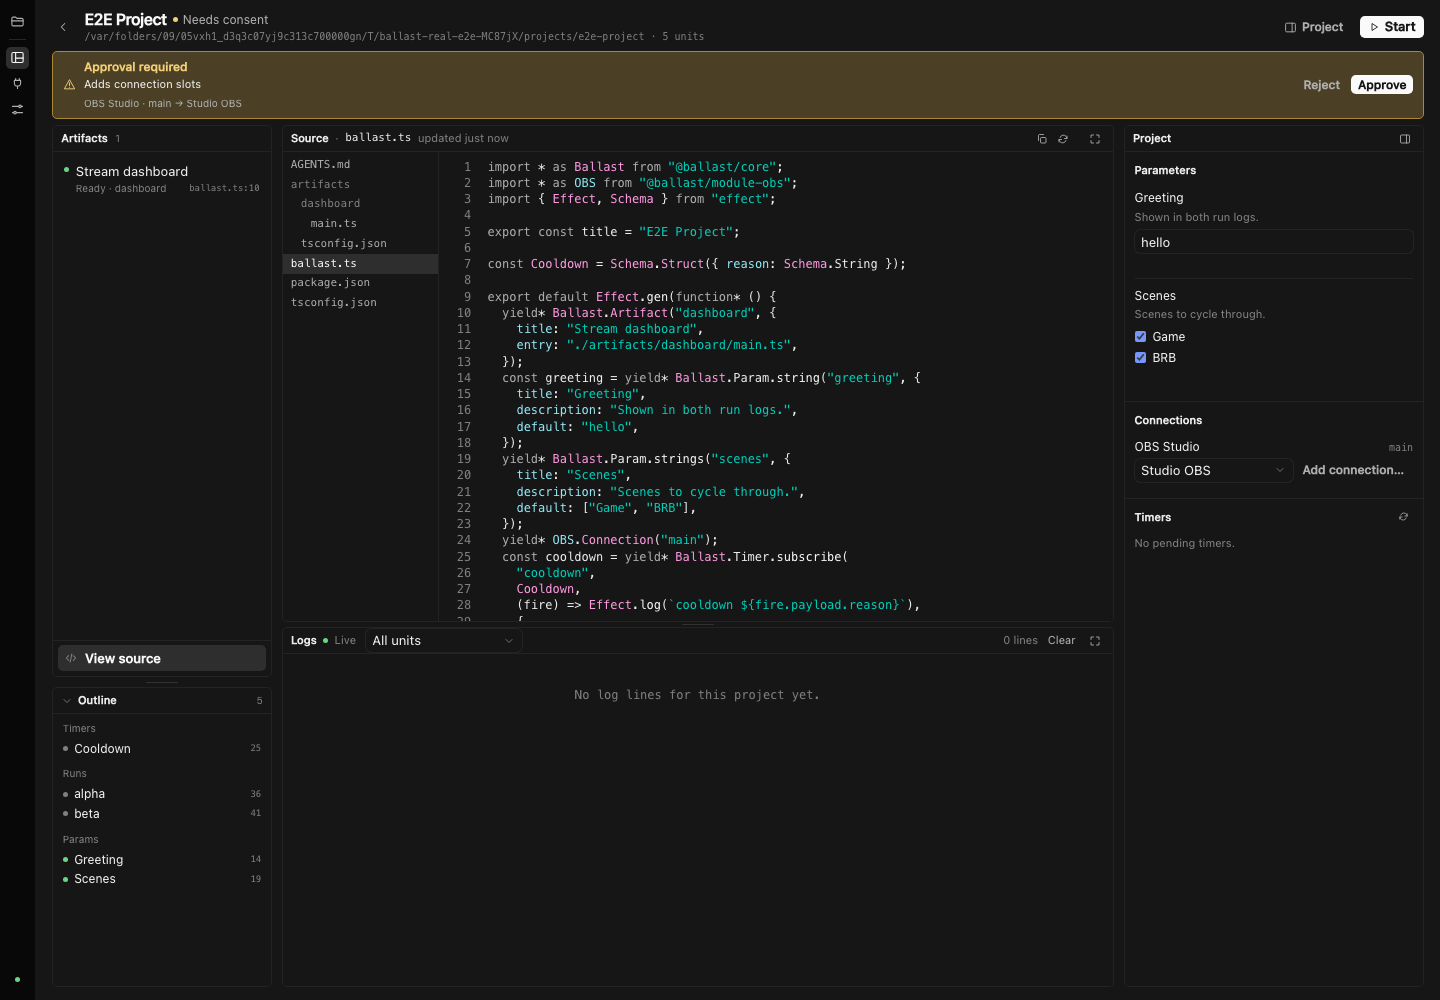 E2E Project
Needs consent
/var/folders/09/05vxh1_d3q3c07yj9c313c700000gn/T/ballast-real-e2e-MC87jX/projects/e2e-project · 5 units
Project
Start
Approval required
Adds connection slots
OBS Studio · main → Studio OBS
Reject
Approve
Artifacts 1
Stream dashboard
Ready · dashboard
ballast.ts:10
View source
Outline 5
Timers
Cooldown 25
Runs
alpha 36
beta 41
Params
Greeting 14
Scenes 19
Source · ballast.ts updated just now
AGENTS.md
artifacts
dashboard
main.ts
tsconfig.json
ballast.ts
package.json
tsconfig.json
1 import * as Ballast from "@ballast/core";
2 import * as OBS from "@ballast/module-obs";
3 import { Effect, Schema } from "effect";
4
5 export const title = "E2E Project";
6
7 const Cooldown = Schema.Struct({ reason: Schema.String });
8
9 export default Effect.gen(function* () {
10 yield* Ballast.Artifact("dashboard", {
11 title: "Stream dashboard",
12 entry: "./artifacts/dashboard/main.ts",
13 });
14 const greeting = yield* Ballast.Param.string("greeting", {
15 title: "Greeting",
16 description: "Shown in both run logs.",
17 default: "hello",
18 });
19 yield* Ballast.Param.strings("scenes", {
20 title: "Scenes",
21 description: "Scenes to cycle through.",
22 default: ["Game", "BRB"],
23 });
24 yield* OBS.Connection("main");
25 const cooldown = yield* Ballast.Timer.subscribe(
26 "cooldown",
27 Cooldown,
28 (fire) => Effect.log(`cooldown ${fire.payload.reason}`),
29 {
Logs Live All units
0 lines Clear
No log lines for this project yet.
Project
Parameters
Greeting
Shown in both run logs.
hello
Scenes
Scenes to cycle through.
Game
BRB
Connections
OBS Studio main
Studio OBS Add connection...
Timers
No pending timers.